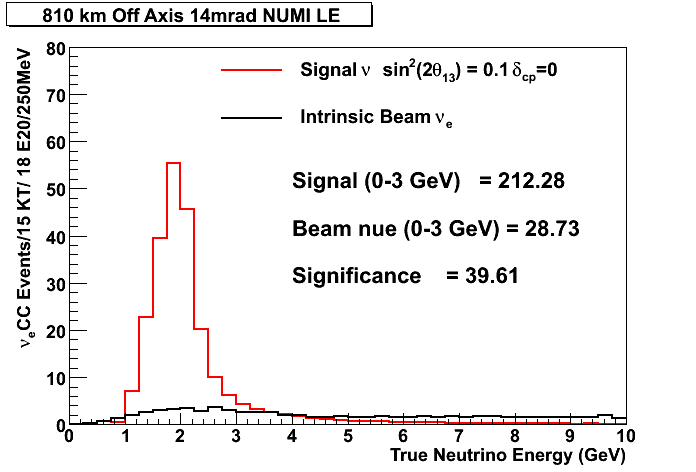 810 km Off Axis 14mrad NUMI LE
Signal ν sin²(2θ₁₃) = 0.1 δcp=0
Intrinsic Beam νe
Signal (0-3 GeV) = 212.28
Beam nue (0-3 GeV) = 28.73
Significance = 39.61
νe CC Events/15 KT/ 18 E20/250MeV
80
70
60
50
40
30
20
10
0
0 1 2 3 4 5 6 7 8 9 10
True Neutrino Energy (GeV)